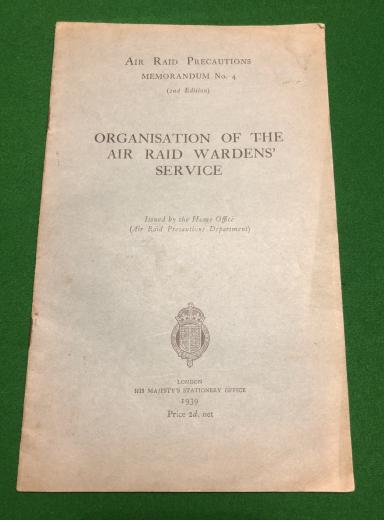 AIR RAID PRECAUTIONS
MEMORANDUM No. 4
(2nd Edition)
ORGANISATION OF THE
AIR RAID WARDENS'
SERVICE
Issued by the Home Office
(Air Raid Precautions Department)
LONDON
HIS MAJESTY'S STATIONERY OFFICE
1939
Price 2d. net